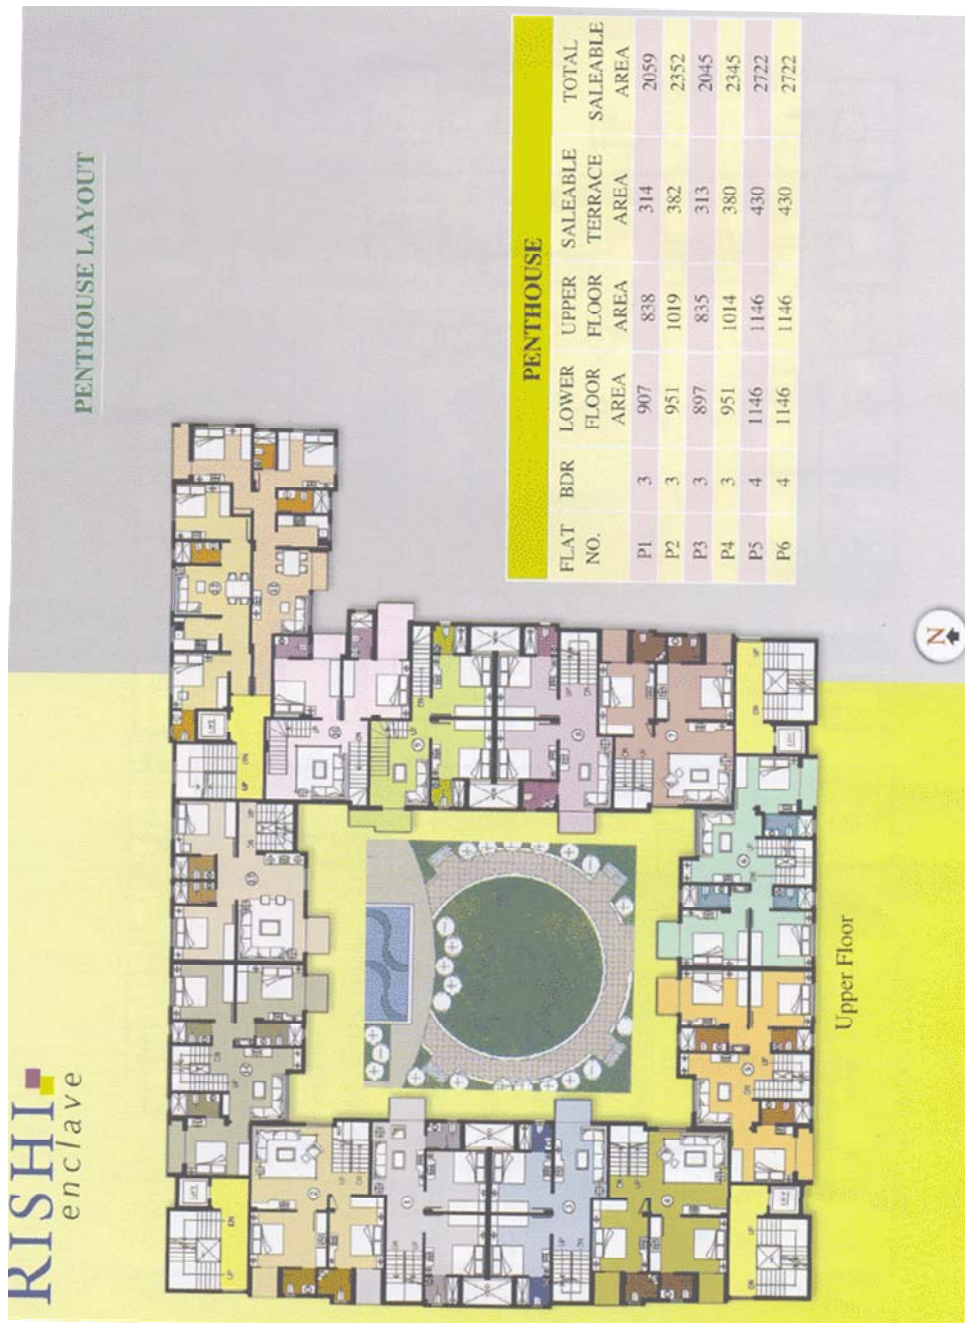 RISHI
enclave
PENTHOUSE LAYOUT
PENTHOUSE
FLAT NO. BDR LOWER FLOOR AREA UPPER FLOOR AREA SALEABLE TERRACE AREA TOTAL SALEABLE AREA
P1 3 907 838 314 2059
P2 3 951 1019 382 2352
P3 3 897 835 313 2045
P4 3 951 1014 380 2345
P5 4 1146 1146 430 2722
P6 4 1146 1146 430 2722
N
Upper Floor